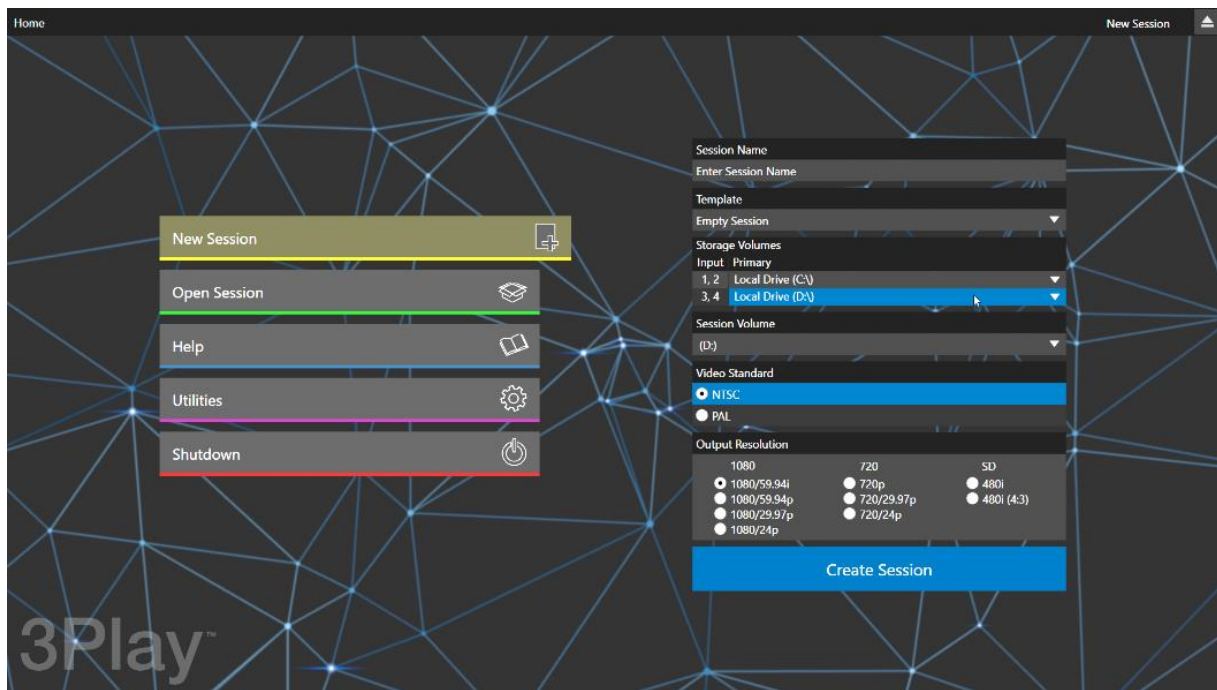 Home
New Session
New Session
Open Session
Help
Utilities
Shutdown
Session Name
Enter Session Name
Template
Empty Session
Storage Volumes
Input Primary
1, 2 Local Drive (C:\)
3, 4 Local Drive (D:\)
Session Volume
(D:)
Video Standard
NTSC
PAL
Output Resolution
1080 720 SD
1080/59.94i 720p 480i
1080/59.94p 720/29.97p 480i (4:3)
1080/29.97p 720/24p
1080/24p
Create Session
3Play™